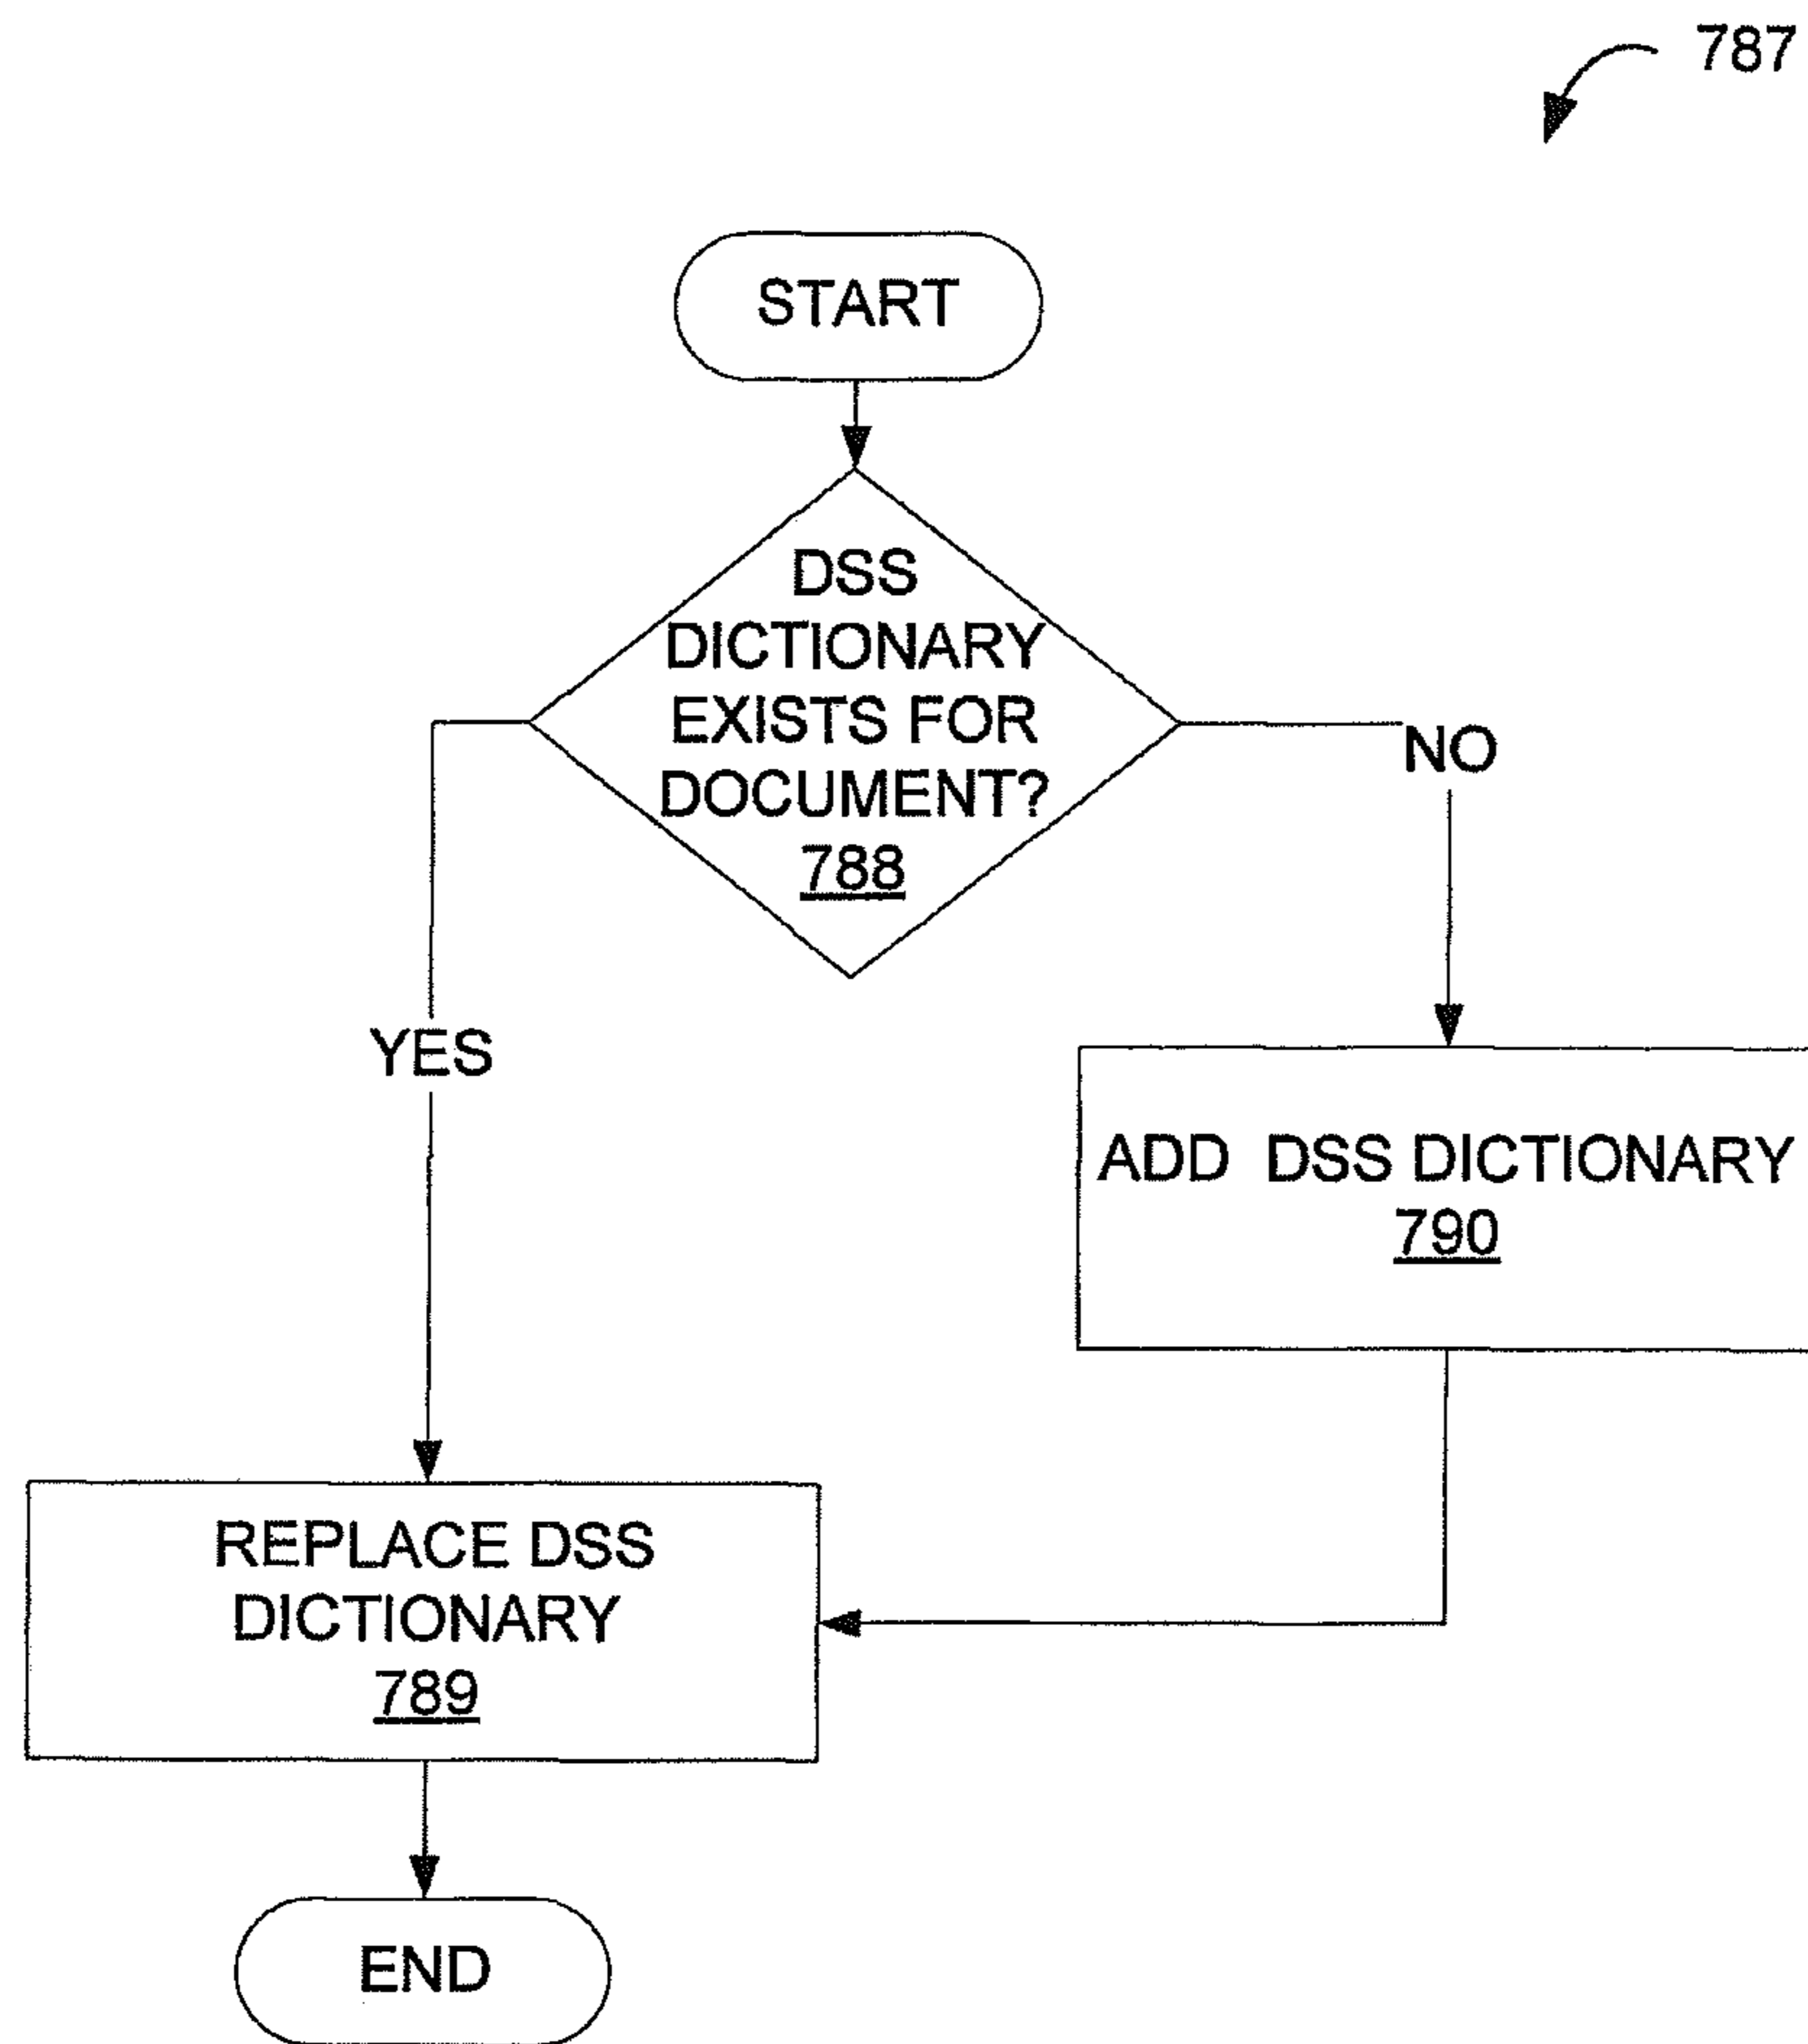 787
START
DSS
DICTIONARY
EXISTS FOR
DOCUMENT?
788
NO
YES
ADD DSS DICTIONARY
790
REPLACE DSS
DICTIONARY
789
END